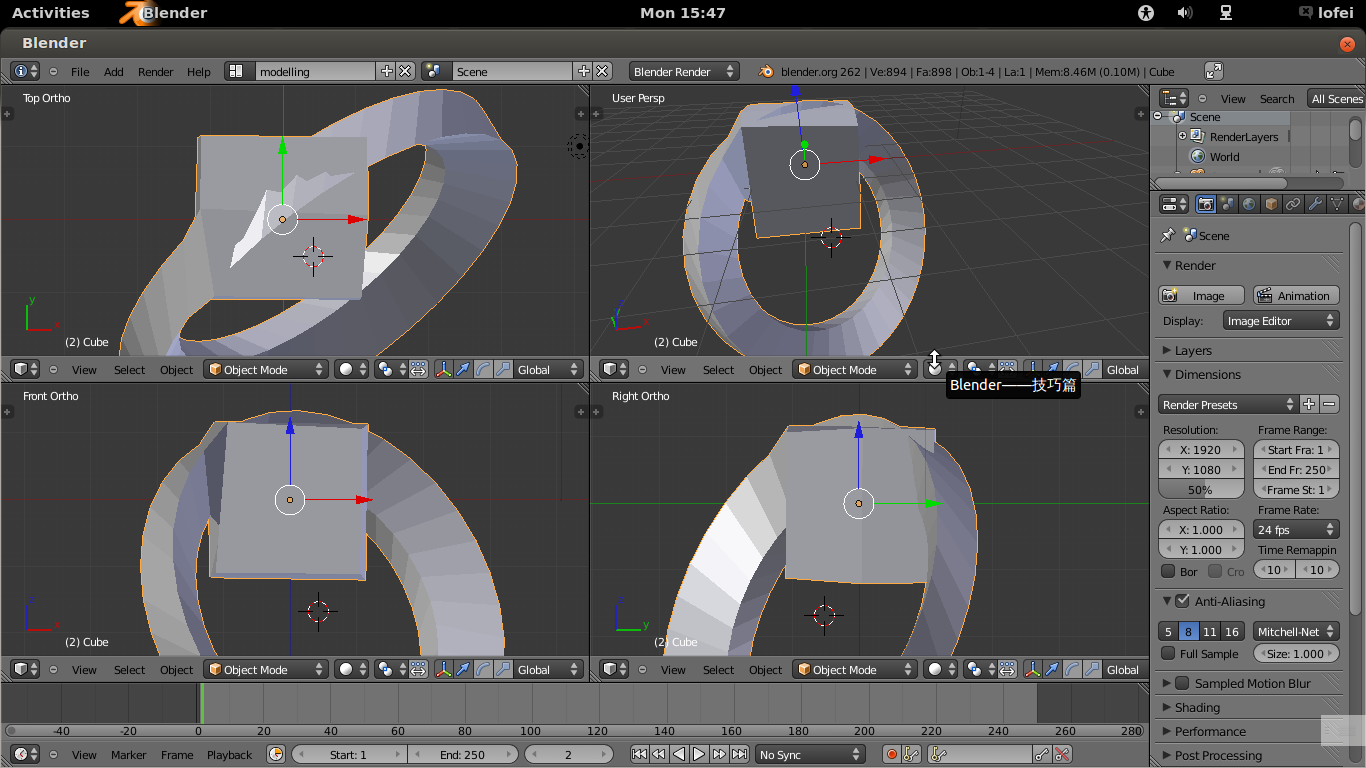 Activities Blender Mon 15:47 lofei
Blender
File Add Render Help modelling Scene Blender Render blender.org 262 | Ve:894 | Fa:898 | Ob:1-4 | La:1 | Mem:8.46M (0.10M) | Cube
Top Ortho
y
x
(2) Cube
View Select Object Object Mode Global
User Persp
(2) Cube
View Select Object Object Mode Global
Blender——技巧篇
Front Ortho
(2) Cube
View Select Object Object Mode Global
Right Ortho
y
(2) Cube
View Select Object Object Mode Global
-40 -20 0 20 40 60 80 100 120 140 160 180 200 220 240 260 280
View Marker Frame Playback Start: 1 End: 250 2 No Sync
View Search All Scenes
Scene
RenderLayers
World
Scene
Render
Image Animation
Display: Image Editor
Layers
Dimensions
Render Presets
Resolution: Frame Range:
X: 1920 Start Fra: 1
Y: 1080 End Fr: 250
50% Frame St: 1
Aspect Ratio: Frame Rate:
X: 1.000 24 fps
Y: 1.000 Time Remappin
Bor Cro 10 10
Anti-Aliasing
5 8 11 16 Mitchell-Net
Full Sample Size: 1.000
Sampled Motion Blur
Shading
Performance
Post Processing